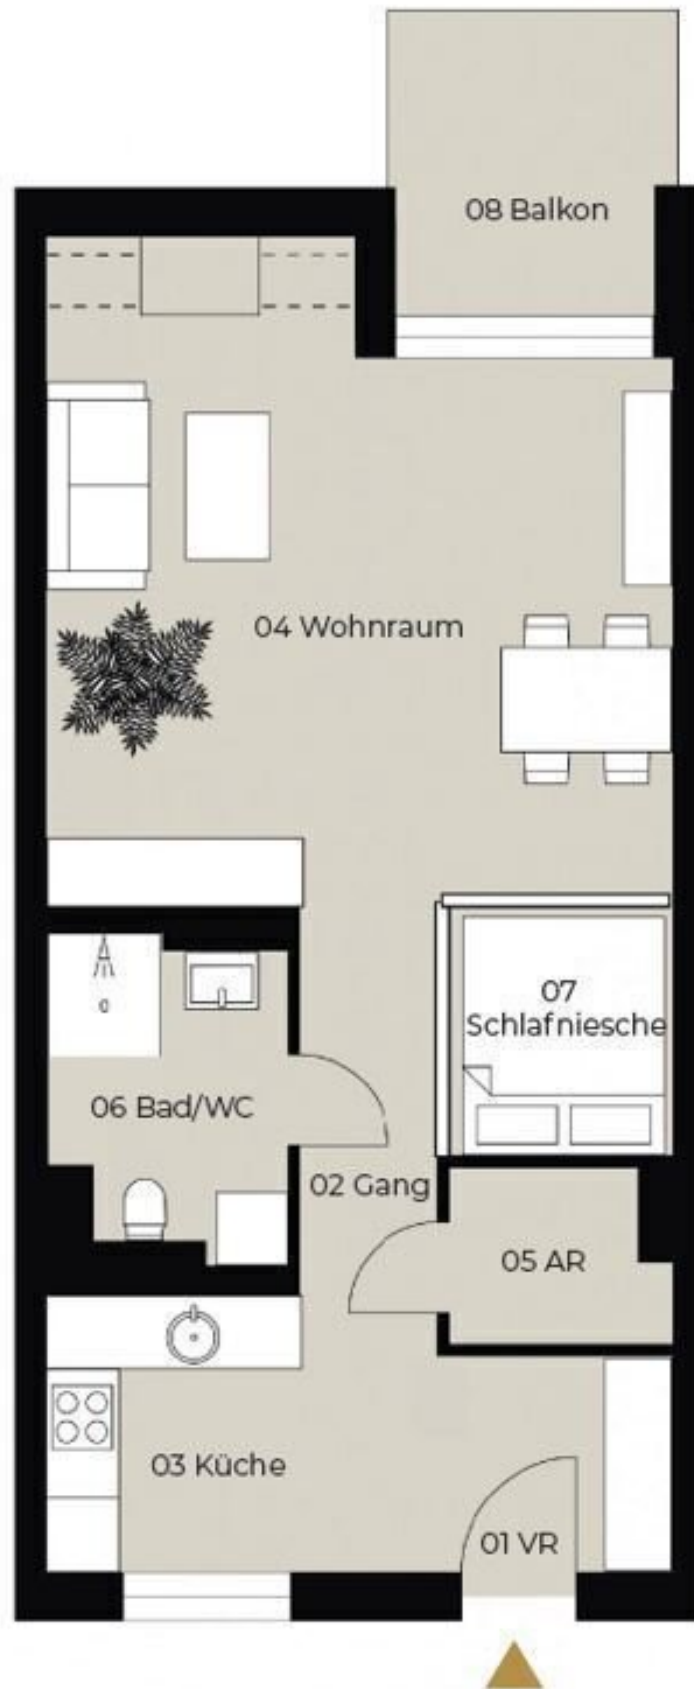 08 Balkon
04 Wohnraum
07
Schlafniesche
06 Bad/WC
02 Gang
05 AR
03 Küche
01 VR